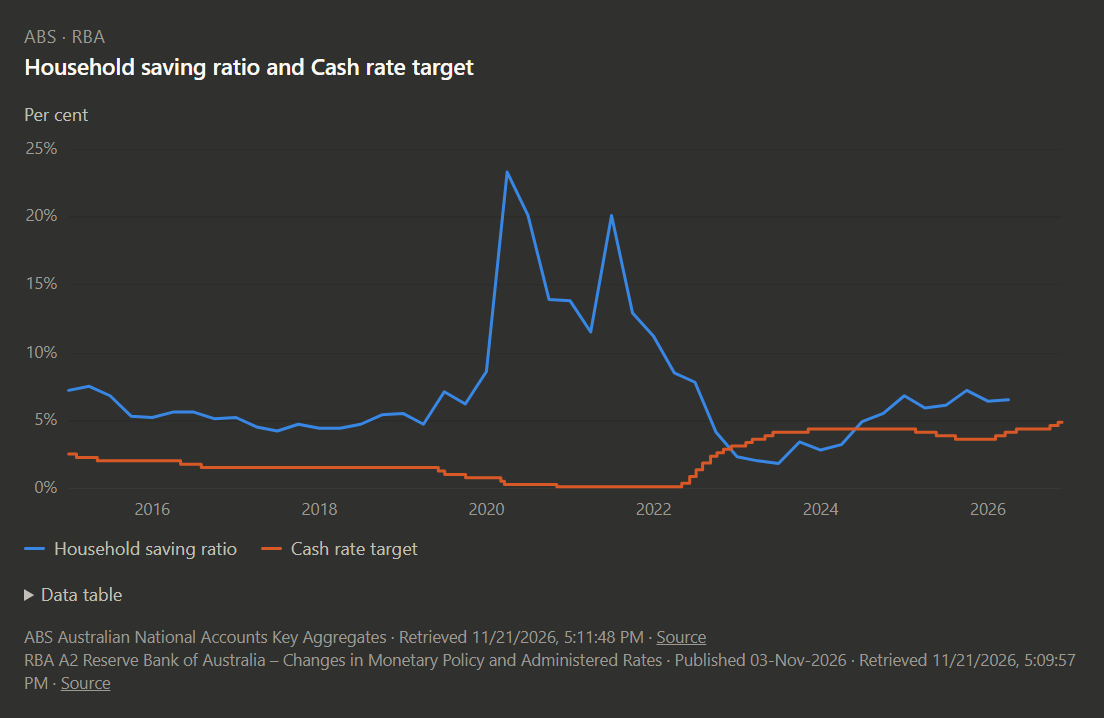 ABS · RBA
Household saving ratio and Cash rate target
Per cent
25%
20%
15%
10%
5%
0%
2016 2018 2020 2022 2024 2026
Household saving ratio Cash rate target
Data table
ABS Australian National Accounts Key Aggregates · Retrieved 11/21/2026, 5:11:48 PM · Source
RBA A2 Reserve Bank of Australia – Changes in Monetary Policy and Administered Rates · Published 03-Nov-2026 · Retrieved 11/21/2026, 5:09:57
PM · Source